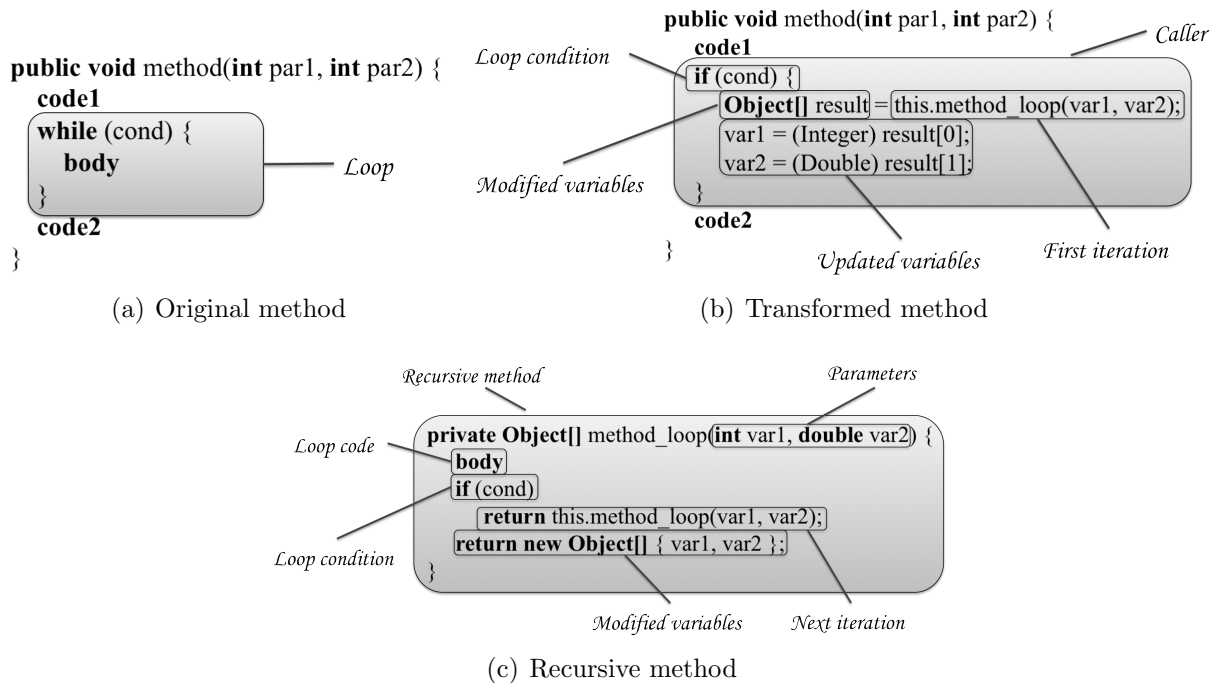 public void method(int par1, int par2) {
code1
while (cond) {
body
}
code2
}
Loop
(a) Original method
public void method(int par1, int par2) {
Caller
Loop condition
code1
if (cond) {
Object[] result = this.method_loop(var1, var2);
var1 = (Integer) result[0];
var2 = (Double) result[1];
}
code2
}
Modified variables
Updated variables
First iteration
(b) Transformed method
Recursive method
Parameters
private Object[] method_loop(int var1, double var2) {
Loop code
body
if (cond)
return this.method_loop(var1, var2);
return new Object[] { var1, var2 };
}
Loop condition
Modified variables
Next iteration
(c) Recursive method